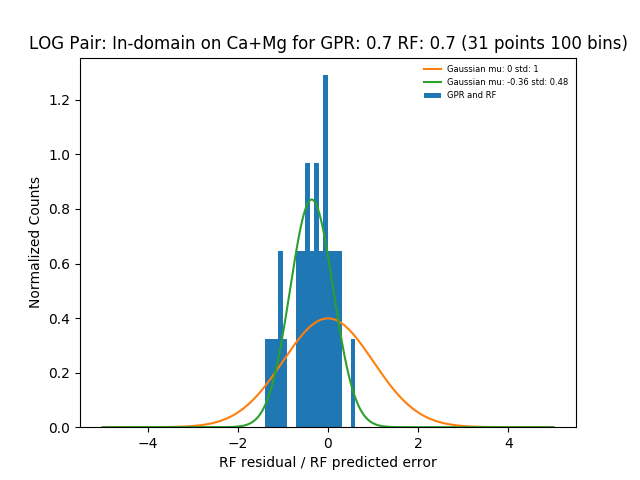 LOG Pair: In-domain on Ca+Mg for GPR: 0.7 RF: 0.7 (31 points 100 bins)
Gaussian mu: 0 std: 1
Gaussian mu: -0.36 std: 0.48
GPR and RF
Normalized Counts
1.2
1.0
0.8
0.6
0.4
0.2
0.0
−4 −2 0 2 4
RF residual / RF predicted error